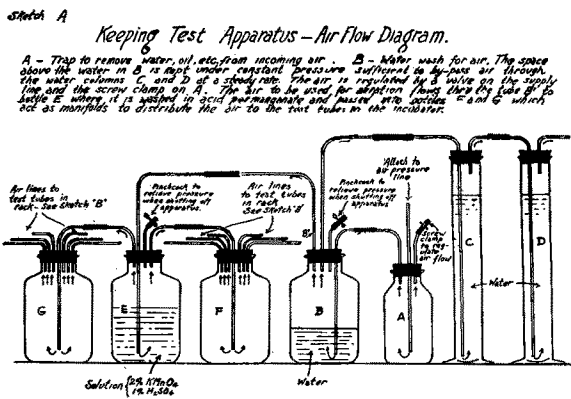 Sketch A
Keeping Test Apparatus – Air Flow Diagram.
A – Trap to remove water, oil, etc, from incoming air. B – Water wash for air. The space
above the water in B is kept under constant pressure sufficient to by-pass air through
the water columns C, and D at a steady rate. The air is regulated by a valve on the supply
line and the screw clamp on A. The air to be used for aeration flows thru the tube B' to
bottle E where it is washed in acid permanganate and passed into bottles F and G which
act as manifolds to distribute the air to the test tubes in the incubator.
Air lines to
test tubes in
rack – See Sketch "B"
Pinchcock to
relieve pressure
when shutting off
apparatus.
Air lines
to test tubes
in rack
See Sketch "B"
B'
Pinchcock to
relieve pressure
when shutting off
apparatus
Attach to
air pressure
line
Screw
clamp
to reg-
ulate
air flow
G
E
F
B
A
C
D
Water
Solution { 2% KMnO4
1% H2SO4
Water